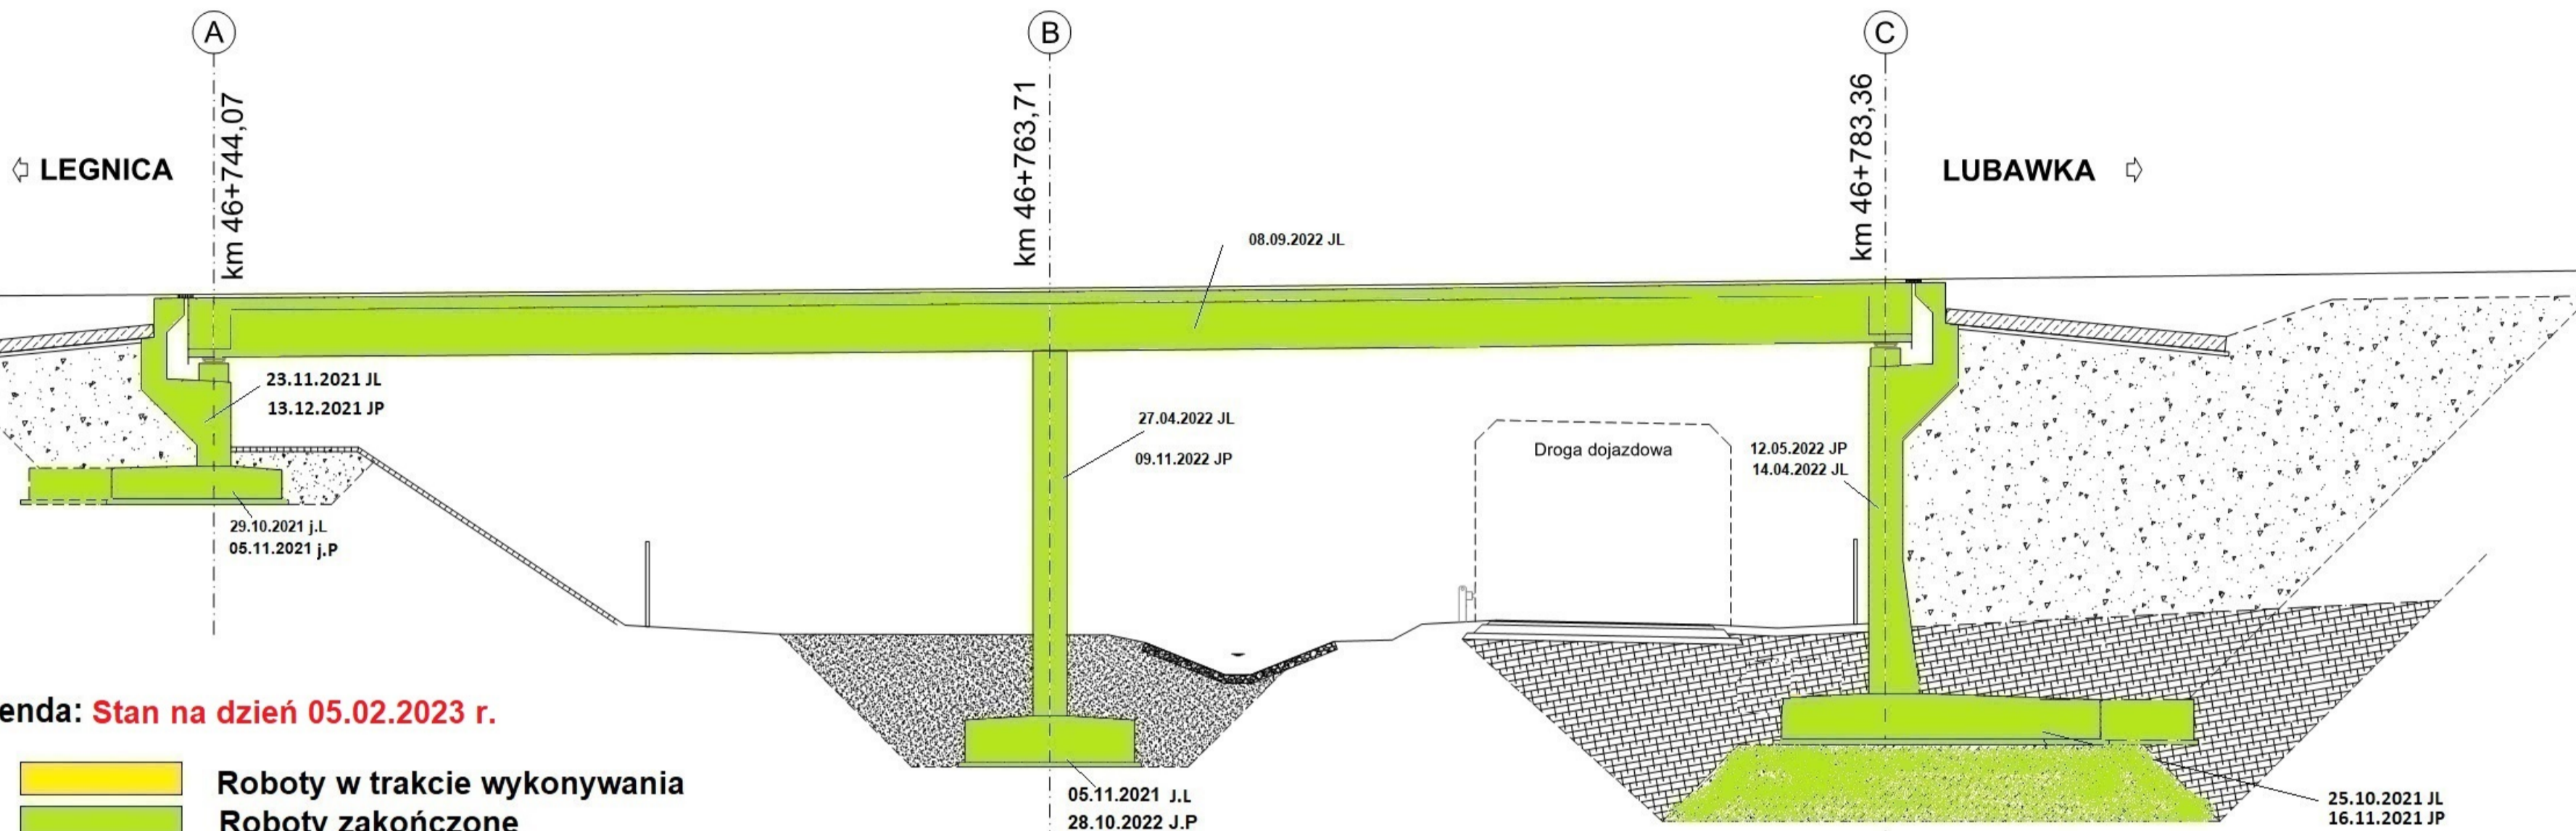 A
B
C
km 46+744,07
km 46+763,71
km 46+783,36
LEGNICA
LUBAWKA
08.09.2022 JL
23.11.2021 JL
13.12.2021 JP
27.04.2022 JL
09.11.2022 JP
Droga dojazdowa
12.05.2022 JP
14.04.2022 JL
29.10.2021 j.L
05.11.2021 j.P
enda: Stan na dzień 05.02.2023 r.
Roboty w trakcie wykonywania
Roboty zakończone
05.11.2021 J.L
28.10.2022 J.P
25.10.2021 JL
16.11.2021 JP